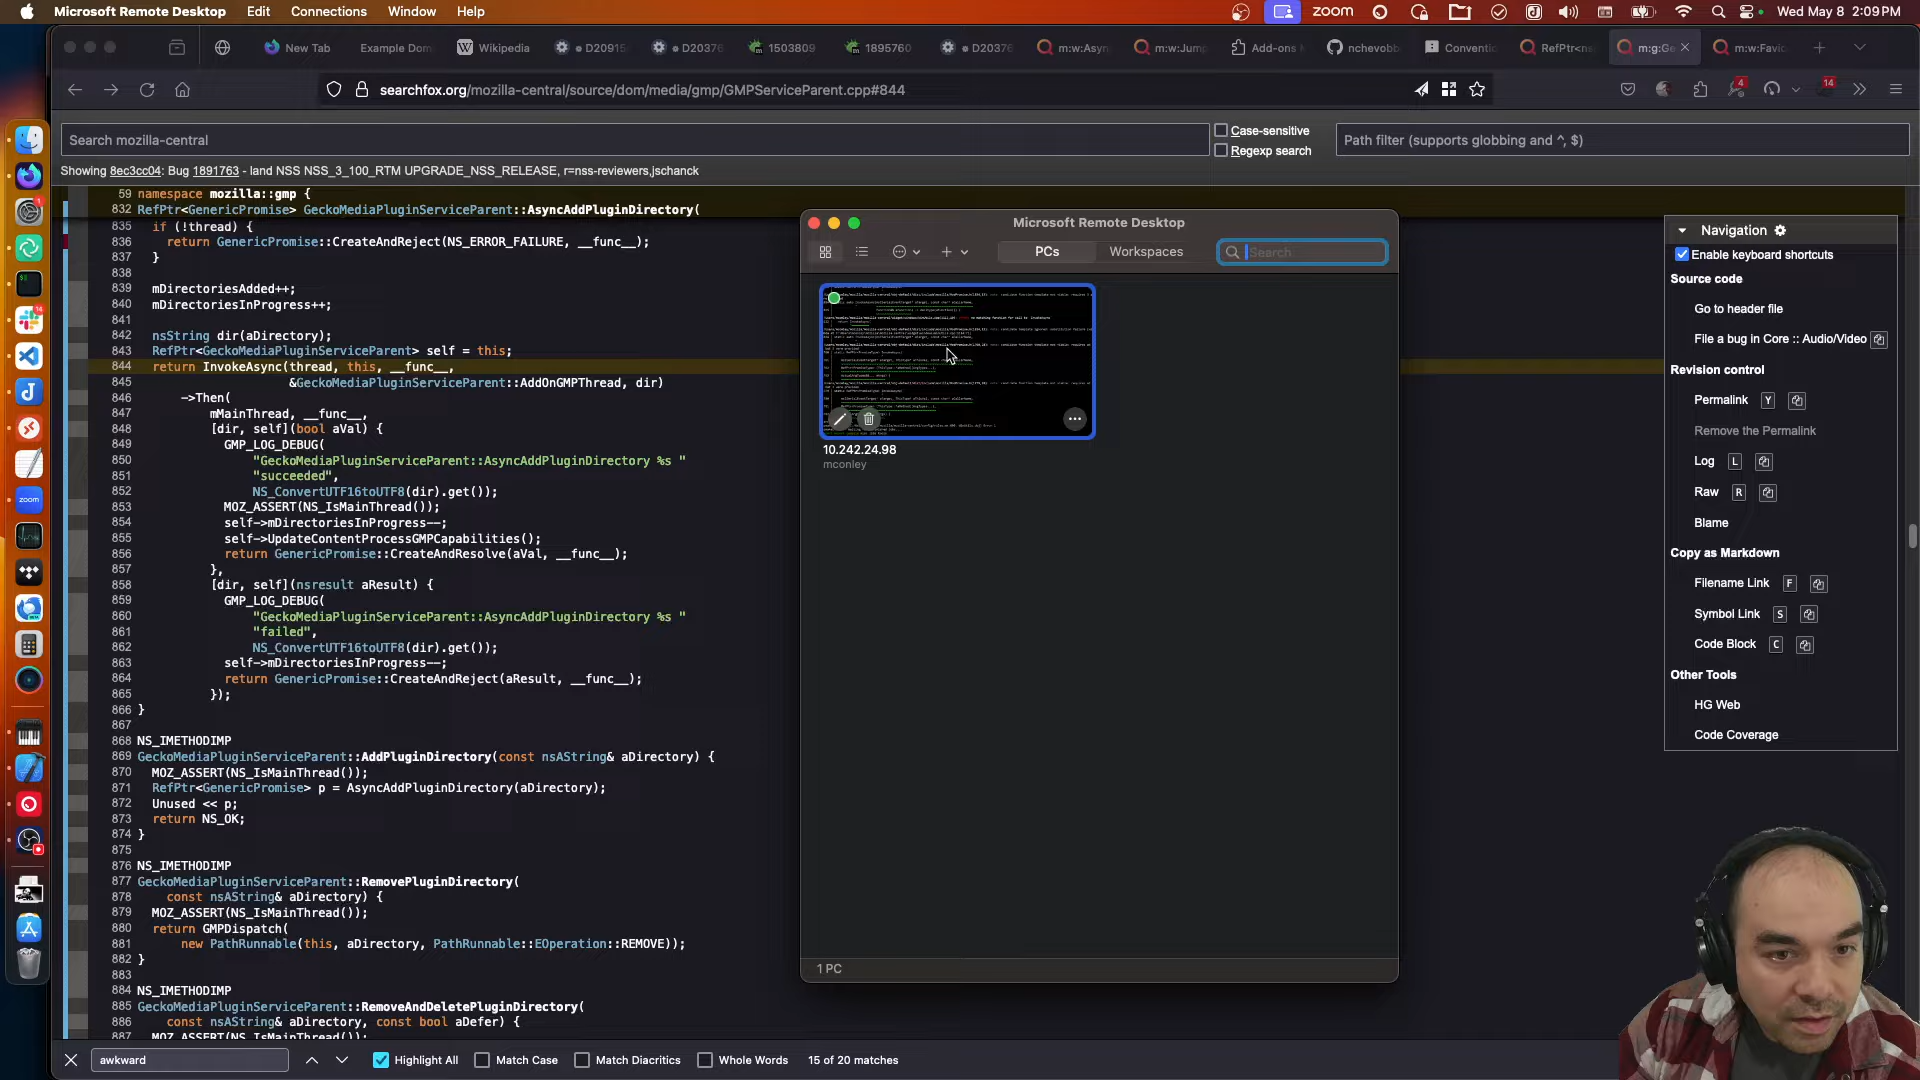 Microsoft Remote Desktop Edit Connections Window Help zoom Wed May 8 2:09 PM
New Tab Example Dom Wikipedia D2091 D20376 1503809 1895760 D20376 m:w:Asyn m:w:Jump Add-ons nchevobb Conventi RefPtr<n m:g:Ge m:w:Favic
searchfox.org/mozilla-central/source/dom/media/gmp/GMPServiceParent.cpp#844
4
14
Search mozilla-central
Case-sensitive
Regexp search
Path filter (supports globbing and ^, $)
Showing 8ec3cc04: Bug 1891763 - land NSS NSS_3_100_RTM UPGRADE_NSS_RELEASE, r=nss-reviewers,jschanck
59 namespace mozilla::gmp {
832 RefPtr<GenericPromise> GeckoMediaPluginServiceParent::AsyncAddPluginDirectory(
835 if (!thread) {
836 return GenericPromise::CreateAndReject(NS_ERROR_FAILURE, __func__);
837 }
838
839 mDirectoriesAdded++;
840 mDirectoriesInProgress++;
841
842 nsString dir(aDirectory);
843 RefPtr<GeckoMediaPluginServiceParent> self = this;
844 return InvokeAsync(thread, this, __func__,
845 &GeckoMediaPluginServiceParent::AddOnGMPThread, dir)
846 ->Then(
847 mMainThread, __func__,
848 [dir, self](bool aVal) {
849 GMP_LOG_DEBUG(
850 "GeckoMediaPluginServiceParent::AsyncAddPluginDirectory %s "
851 "succeeded",
852 NS_ConvertUTF16toUTF8(dir).get());
853 MOZ_ASSERT(NS_IsMainThread());
854 self->mDirectoriesInProgress--;
855 self->UpdateContentProcessGMPCapabilities();
856 return GenericPromise::CreateAndResolve(aVal, __func__);
857 },
858 [dir, self](nsresult aResult) {
859 GMP_LOG_DEBUG(
860 "GeckoMediaPluginServiceParent::AsyncAddPluginDirectory %s "
861 "failed",
862 NS_ConvertUTF16toUTF8(dir).get());
863 self->mDirectoriesInProgress--;
864 return GenericPromise::CreateAndReject(aResult, __func__);
865 });
866 }
867
868 NS_IMETHODIMP
869 GeckoMediaPluginServiceParent::AddPluginDirectory(const nsAString& aDirectory) {
870 MOZ_ASSERT(NS_IsMainThread());
871 RefPtr<GenericPromise> p = AsyncAddPluginDirectory(aDirectory);
872 Unused << p;
873 return NS_OK;
874 }
875
876 NS_IMETHODIMP
877 GeckoMediaPluginServiceParent::RemovePluginDirectory(
878 const nsAString& aDirectory) {
879 MOZ_ASSERT(NS_IsMainThread());
880 return GMPDispatch(
881 new PathRunnable(this, aDirectory, PathRunnable::EOperation::REMOVE));
882 }
883
884 NS_IMETHODIMP
885 GeckoMediaPluginServiceParent::RemoveAndDeletePluginDirectory(
886 const nsAString& aDirectory, const bool aDefer) {
887 MOZ_ASSERT(NS_IsMainThread());
Microsoft Remote Desktop
PCs Workspaces Search
10.242.24.98
mconley
1 PC
Navigation
Enable keyboard shortcuts
Source code
Go to header file
File a bug in Core :: Audio/Video
Revision control
Permalink Y
Remove the Permalink
Log L
Raw R
Blame
Copy as Markdown
Filename Link F
Symbol Link S
Code Block C
Other Tools
HG Web
Code Coverage
zoom
awkward Highlight All Match Case Match Diacritics Whole Words 15 of 20 matches